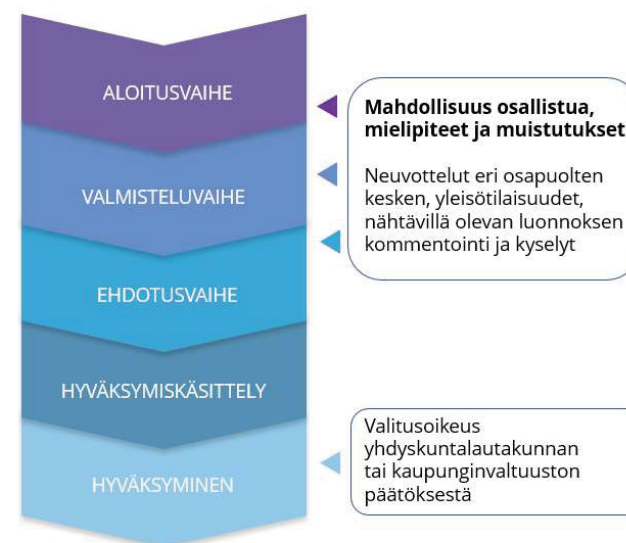 ALOITUSVAIHE
VALMISTELUVAIHE
EHDOTUSVAIHE
HYVÄKSYMISKÄSITTELY
HYVÄKSYMINEN
Mahdollisuus osallistua,
mielipiteet ja muistutukset
Neuvottelut eri osapuolten
kesken, yleisötilaisuudet,
nähtävillä olevan luonnoksen
kommentointi ja kyselyt
Valitusoikeus
yhdyskuntalautakunnan
tai kaupunginvaltuuston
päätöksestä